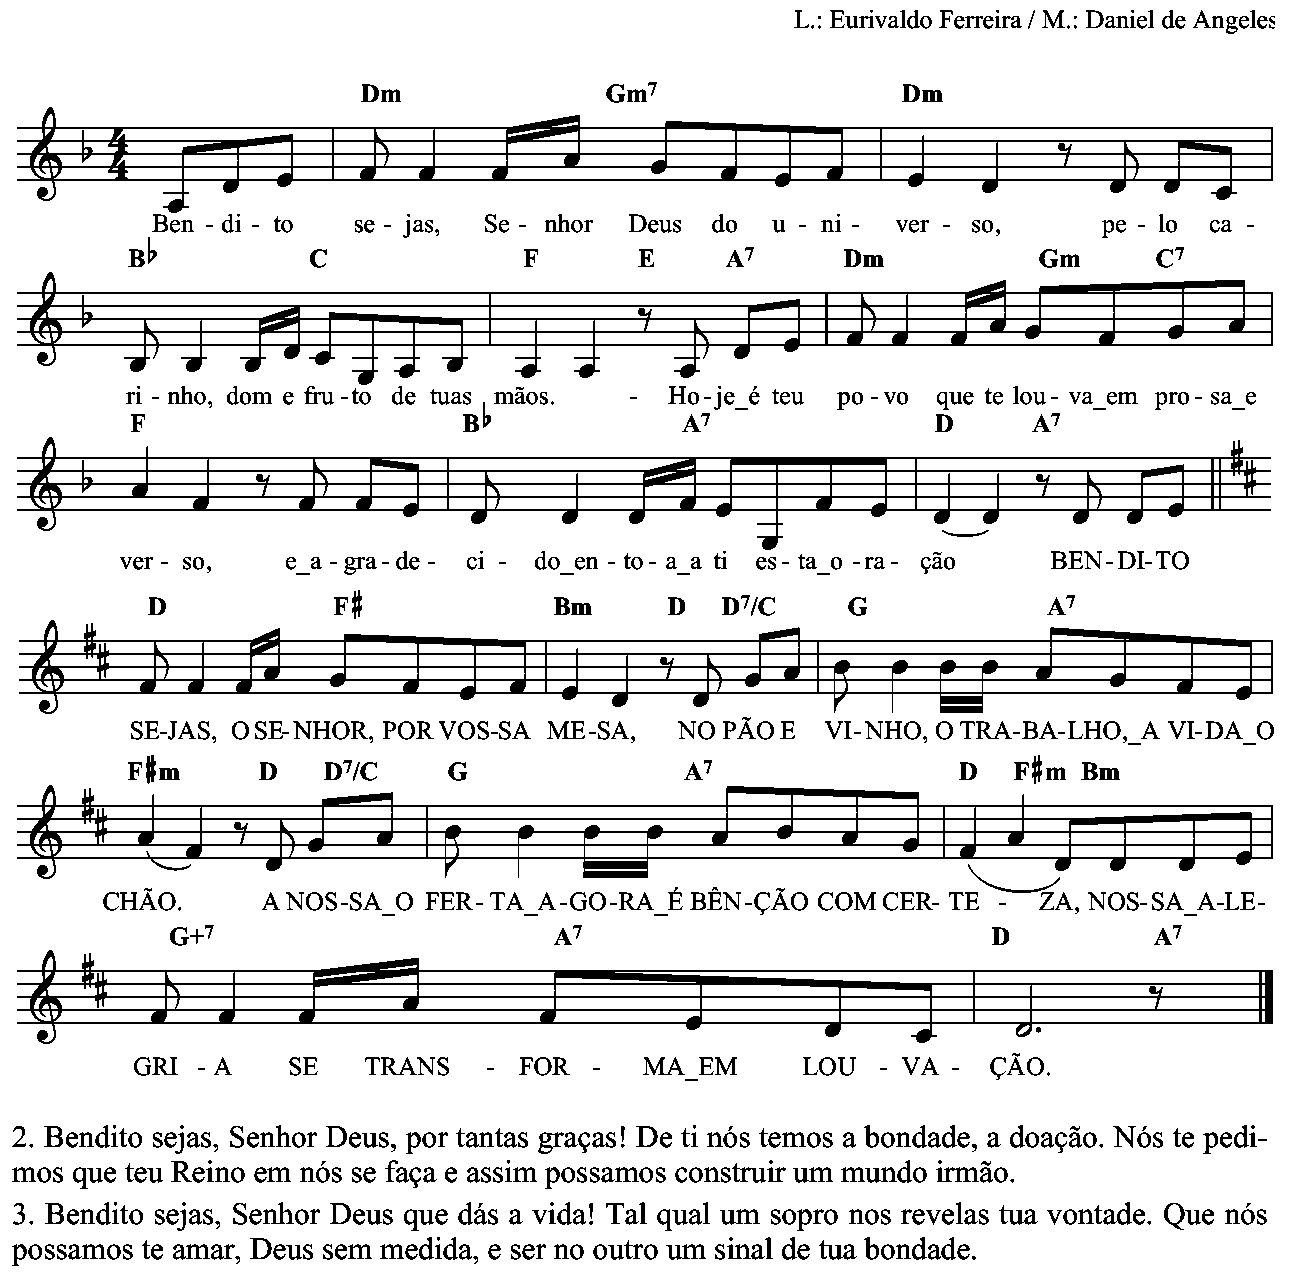 L.: Eurivaldo Ferreira / M.: Daniel de Angeles
Dm Gm7 Dm
Ben - di - to se - jas, Se - nhor Deus do u - ni - ver - so, pe - lo ca -
B♭ C F E A7 Dm Gm C7
ri - nho, dom e fru - to de tuas mãos. - Ho - je_é teu po - vo que te lou - va_em pro - sa_e
F B♭ A7 D A7
ver - so, e_a - gra - de - ci - do_en - to - a_a ti es - ta_o - ra - ção BEN - DI - TO
D F# Bm D D7/C G A7
SE-JAS, O SE-NHOR, POR VOS-SA ME-SA, NO PÃO E VI-NHO, O TRA-BA-LHO,_A VI-DA_O
F#m D D7/C G A7 D F#m Bm
CHÃO. A NOS-SA_O FER- TA_A-GO-RA_É BÊN-ÇÃO COM CER- TE - ZA, NOS-SA_A-LE-
G+7 A7 D A7
GRI - A SE TRANS - FOR - MA_EM LOU - VA - ÇÃO.
2. Bendito sejas, Senhor Deus, por tantas graças! De ti nós temos a bondade, a doação. Nós te pedi-
mos que teu Reino em nós se faça e assim possamos construir um mundo irmão.
3. Bendito sejas, Senhor Deus que dás a vida! Tal qual um sopro nos revelas tua vontade. Que nós
possamos te amar, Deus sem medida, e ser no outro um sinal de tua bondade.